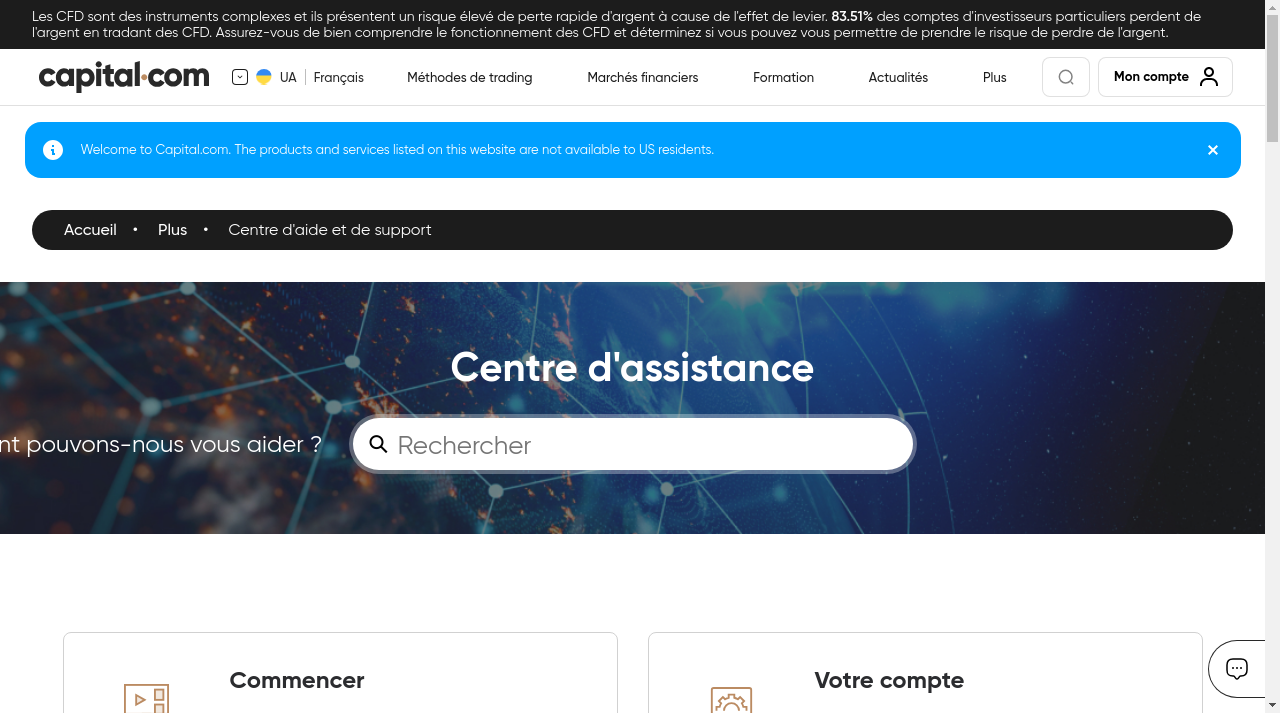 Les CFD sont des instruments complexes et ils présentent un risque élevé de perte rapide d'argent à cause de l'effet de levier. 83.51% des comptes d'investisseurs particuliers perdent de
l'argent en tradant des CFD. Assurez-vous de bien comprendre le fonctionnement des CFD et déterminez si vous pouvez vous permettre de prendre le risque de perdre de l'argent.
capital.com UA Français Méthodes de trading Marchés financiers Formation Actualités Plus Mon compte
Welcome to Capital.com. The products and services listed on this website are not available to US residents.
Accueil • Plus • Centre d'aide et de support
Centre d'assistance
pouvons-nous vous aider ? Rechercher
Commencer Votre compte